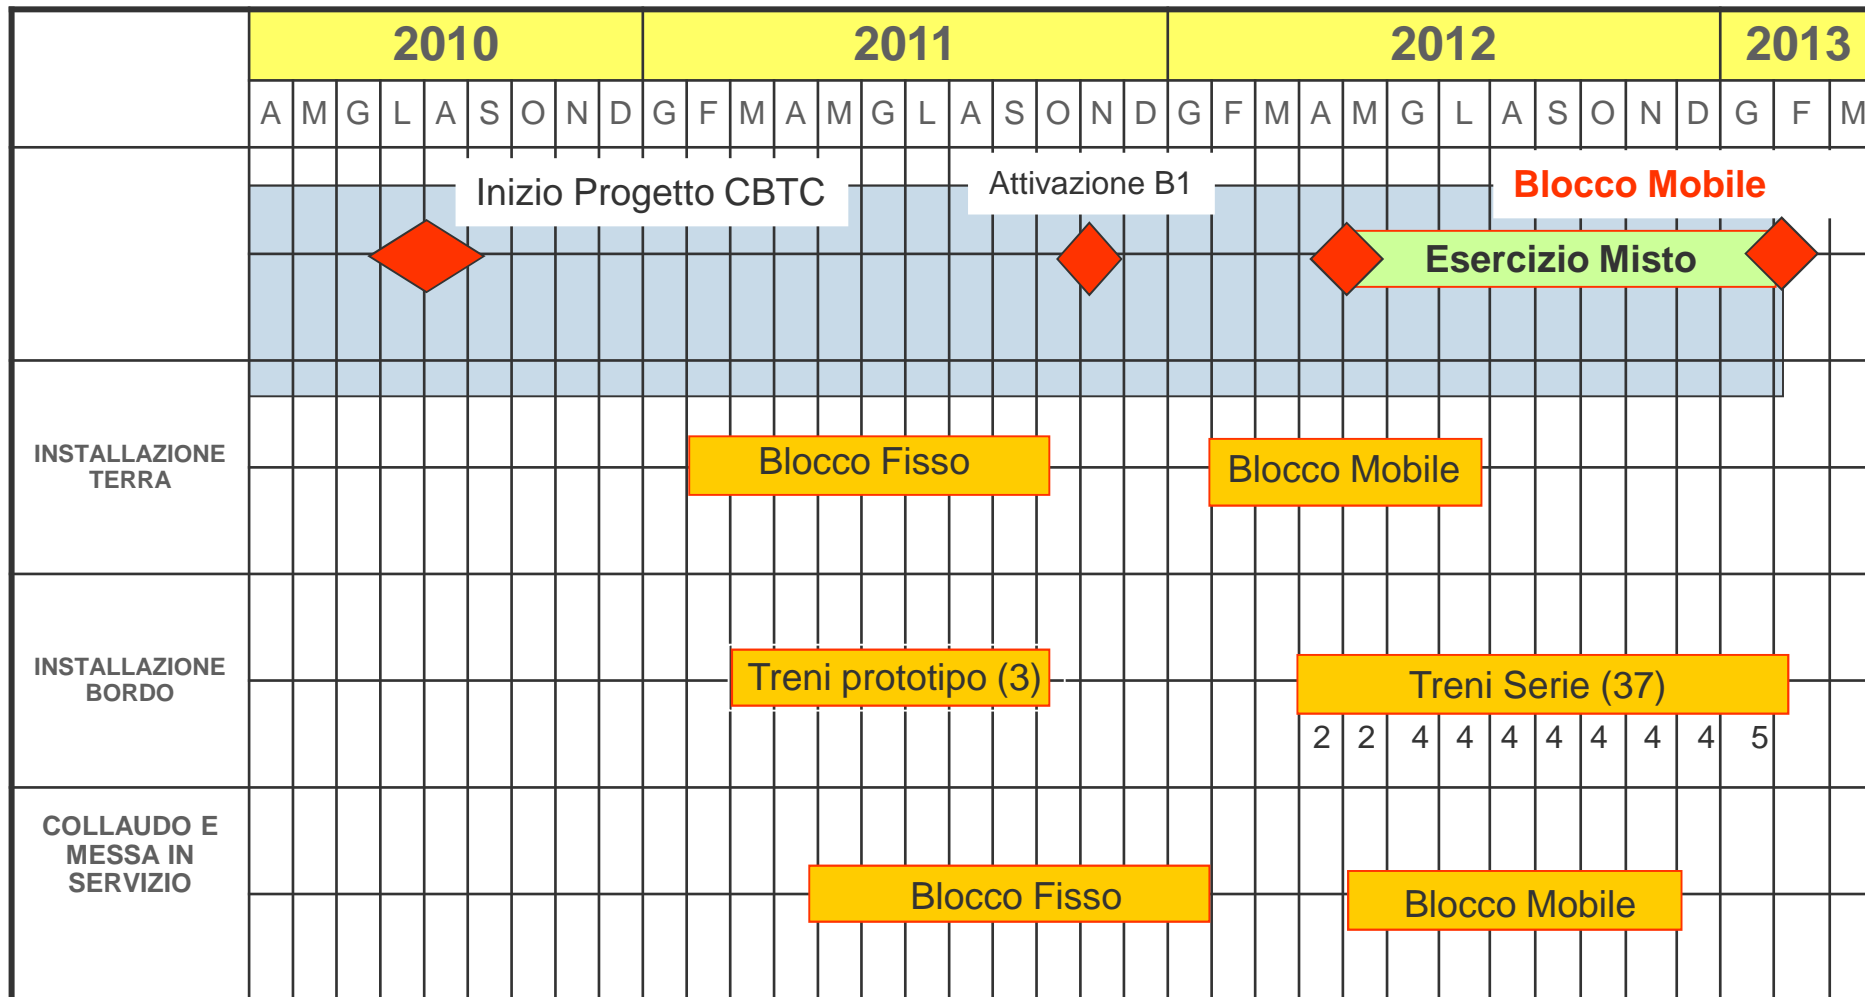 2010 2011 2012 2013
A M G L A S O N D G F M A M G L A S O N D G F M A M G L A S O N D G F M
Inizio Progetto CBTC Attivazione B1 Blocco Mobile
Esercizio Misto
INSTALLAZIONE
TERRA
Blocco Fisso Blocco Mobile
INSTALLAZIONE
BORDO
Treni prototipo (3) Treni Serie (37)
2 2 4 4 4 4 4 4 4 5
COLLAUDO E
MESSA IN
SERVIZIO
Blocco Fisso Blocco Mobile